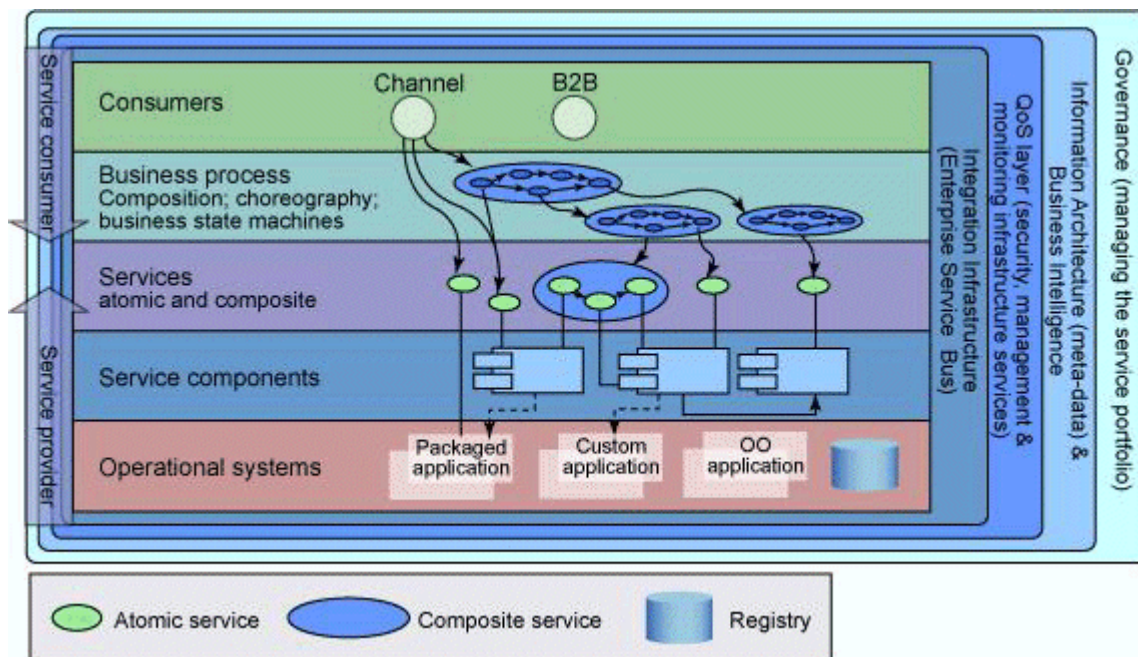 Channel
B2B
Consumers
Business process
Composition; choreography;
business state machines
Services
atomic and composite
Service components
Operational systems
Packaged
application
Custom
application
OO
application
Service consumer
Service provider
Integration Infrastructure
(Enterprise Service Bus)
QoS layer (security, management &
monitoring infrastructure services)
Information Architecture (meta-data) &
Business Intelligence
Governance (managing the service portfolio)
Atomic service
Composite service
Registry